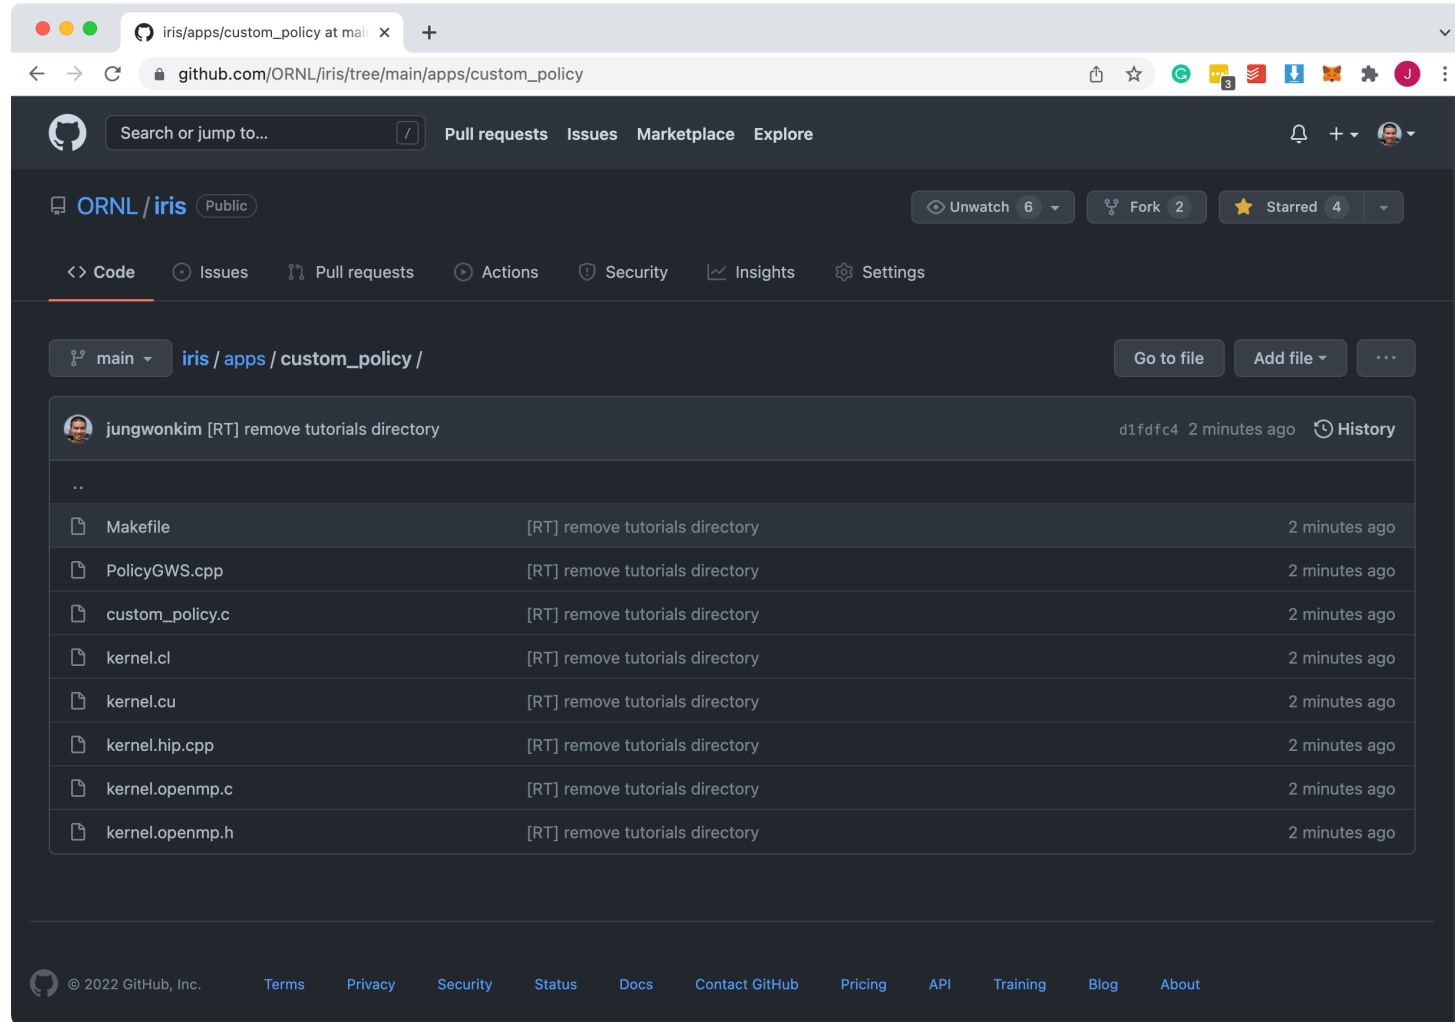 iris/apps/custom_policy at mai
github.com/ORNL/iris/tree/main/apps/custom_policy
3
J
Search or jump to... / Pull requests Issues Marketplace Explore
ORNL / iris Public
Unwatch 6 Fork 2 Starred 4
<> Code Issues Pull requests Actions Security Insights Settings
main iris / apps / custom_policy / Go to file Add file ...
jungwonkim [RT] remove tutorials directory d1fdfc4 2 minutes ago History
..
Makefile [RT] remove tutorials directory 2 minutes ago
PolicyGWS.cpp [RT] remove tutorials directory 2 minutes ago
custom_policy.c [RT] remove tutorials directory 2 minutes ago
kernel.cl [RT] remove tutorials directory 2 minutes ago
kernel.cu [RT] remove tutorials directory 2 minutes ago
kernel.hip.cpp [RT] remove tutorials directory 2 minutes ago
kernel.openmp.c [RT] remove tutorials directory 2 minutes ago
kernel.openmp.h [RT] remove tutorials directory 2 minutes ago
© 2022 GitHub, Inc. Terms Privacy Security Status Docs Contact GitHub Pricing API Training Blog About